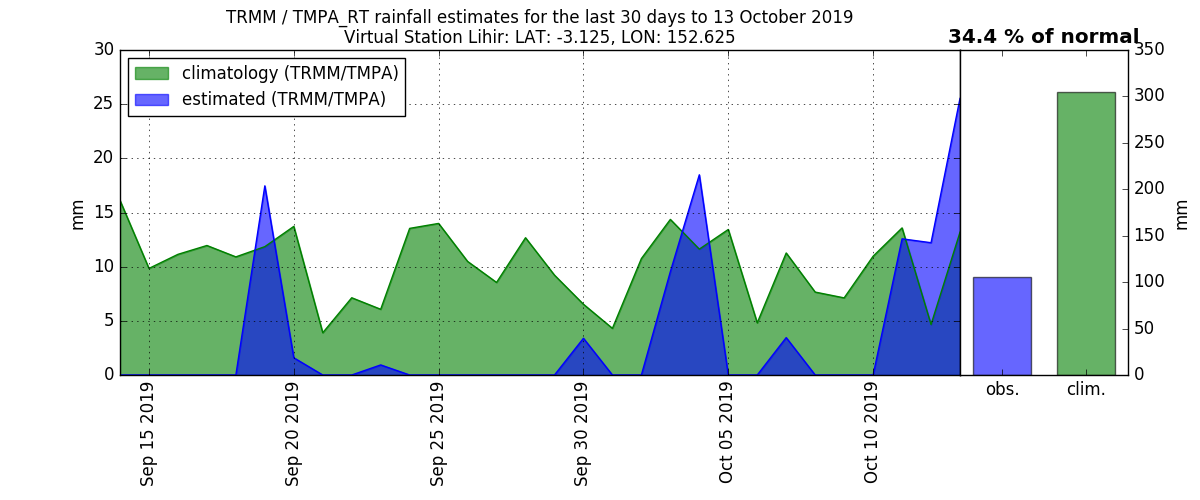 TRMM / TMPA_RT rainfall estimates for the last 30 days to 13 October 2019
Virtual Station Lihir: LAT: -3.125, LON: 152.625
34.4 % of normal
climatology (TRMM/TMPA)
estimated (TRMM/TMPA)
30
25
20
15
10
5
0
mm
Sep 15 2019
Sep 20 2019
Sep 25 2019
Sep 30 2019
Oct 05 2019
Oct 10 2019
350
300
250
200
150
100
50
0
mm
obs.
clim.